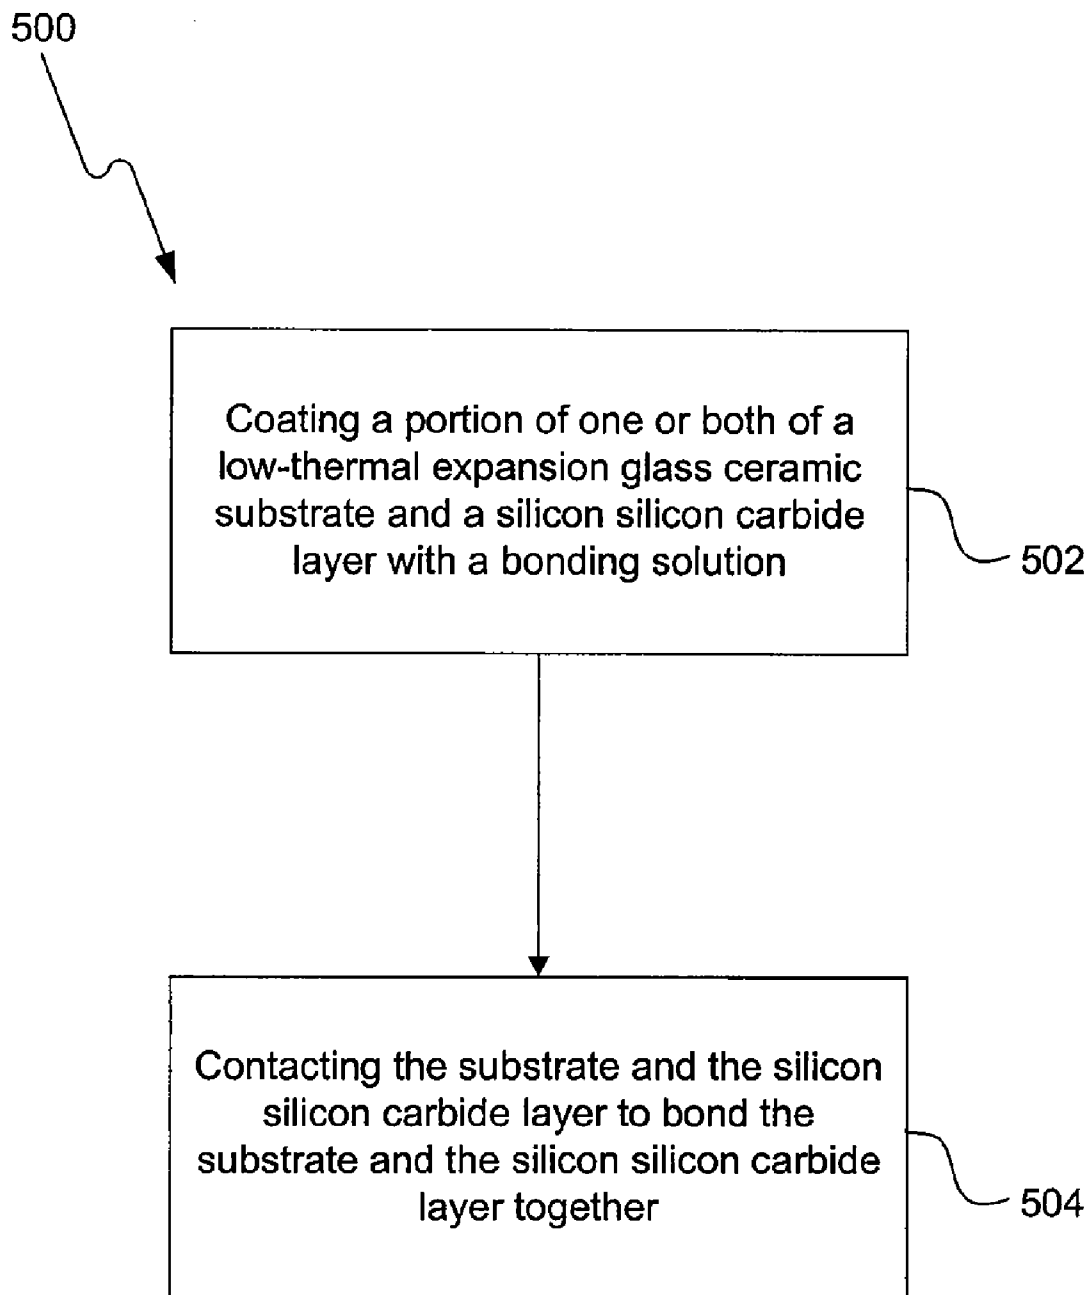 500
Coating a portion of one or both of a
low-thermal expansion glass ceramic
substrate and a silicon silicon carbide
layer with a bonding solution
502
Contacting the substrate and the silicon
silicon carbide layer to bond the
substrate and the silicon silicon carbide
layer together
504